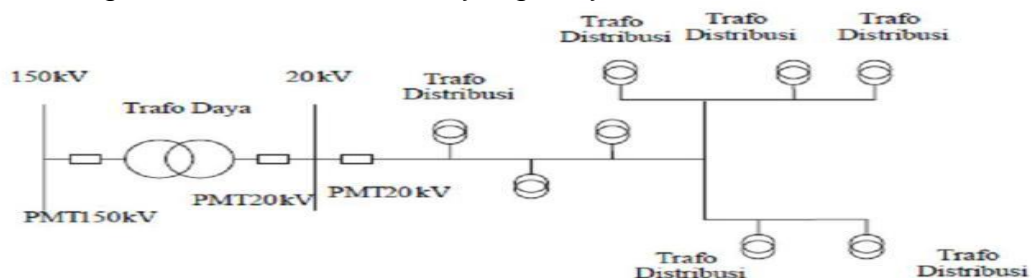 Trafo
Distribusi
Trafo
Distribusi
Trafo
Distribusi
150kV
20kV
Trafo
Distribusi
Trafo Daya
PMT150kV
PMT20kV
PMT20kV
Trafo
Distribusi
Trafo
Distribusi